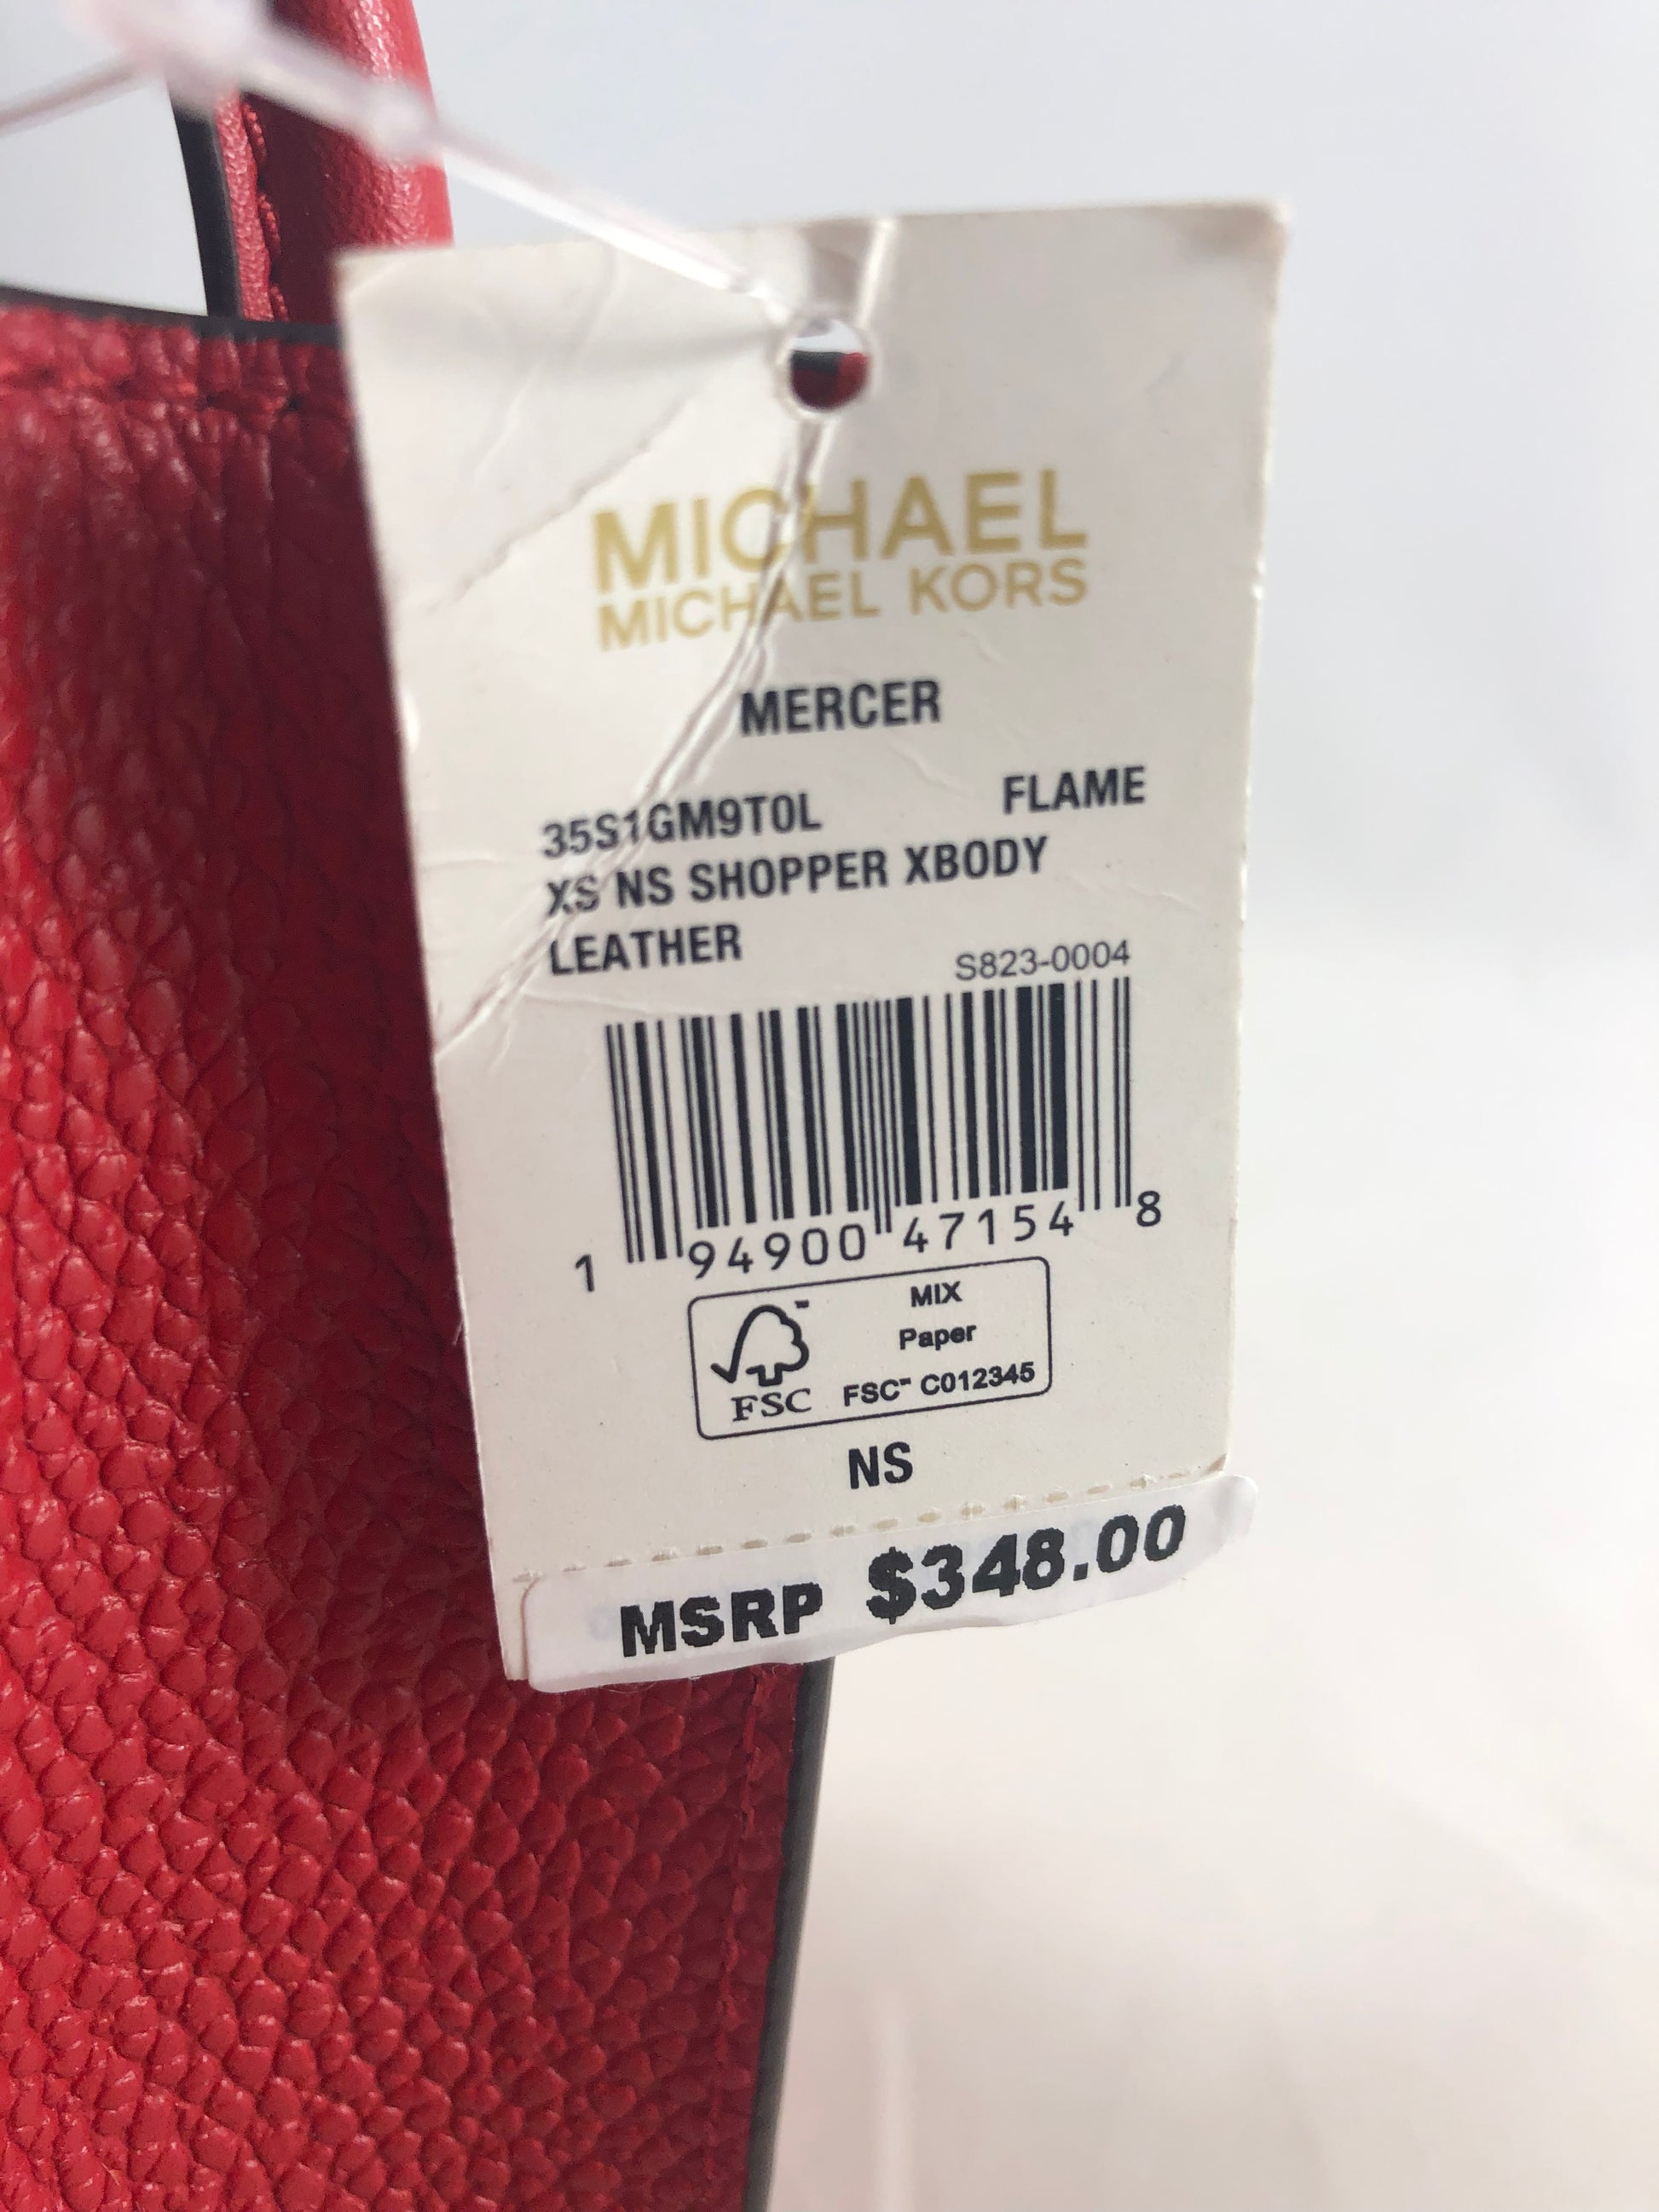 MICHAEL
MICHAEL KORS
MERCER
35S1GM9T0L FLAME
XS NS SHOPPER XBODY
LEATHER
S823-0004
1 94900 47154 8
MIX
Paper
FSC™ C012345
FSC
NS
MSRP $348.00